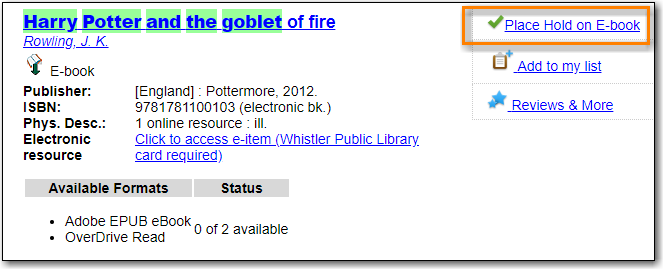 Harry Potter and the goblet of fire
Place Hold on E-book
Rowling, J. K.
E-book
Add to my list
Publisher: [England] : Pottermore, 2012.
Reviews & More
ISBN: 9781781100103 (electronic bk.)
Phys. Desc.: 1 online resource : ill.
Electronic Click to access e-item (Whistler Public Library
resource card required)
Available Formats Status
Adobe EPUB eBook
0 of 2 available
OverDrive Read